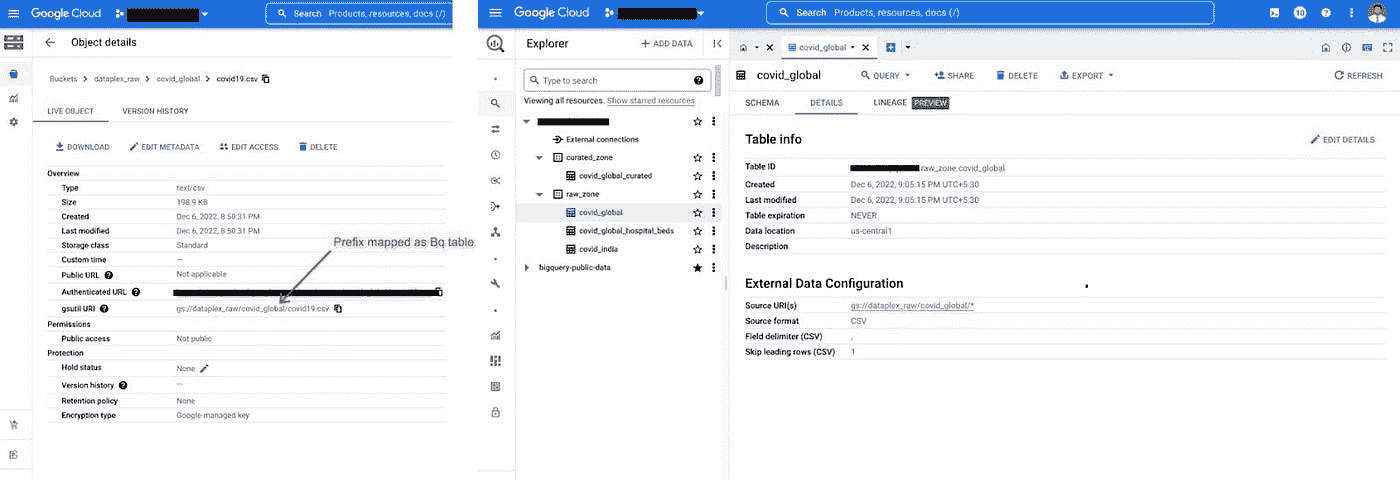 Google Cloud
Search Products, resources, docs (/)
Object details
Buckets > dataplex_raw > covid_global > covid19.csv
LIVE OBJECT VERSION HISTORY
DOWNLOAD EDIT METADATA EDIT ACCESS DELETE
Overview
Type text/csv
Size 198.9 KB
Created Dec 6, 2022, 8:50:31 PM
Last modified Dec 6, 2022, 8:50:31 PM
Storage class Standard
Custom time —
Public URL Not applicable
Prefix mapped as Bq table
Authenticated URL
gsutil URI gs://dataplex_raw/covid_global/covid19.csv
Permissions
Public access Not public
Protection
Hold status None
Version history —
Retention policy None
Encryption type Google-managed key
Google Cloud
Search Products, resources, docs (/)
10
Explorer
+ ADD DATA
Type to search
Viewing all resources. Show starred resources
External connections
curated_zone
covid_global_curated
raw_zone
covid_global
covid_global_hospital_beds
covid_india
bigquery-public-data
covid_global
covid_global QUERY SHARE DELETE EXPORT REFRESH
SCHEMA DETAILS LINEAGE PREVIEW
Table info EDIT DETAILS
Table ID .raw_zone.covid_global
Created Dec 6, 2022, 9:05:15 PM UTC+5:30
Last modified Dec 6, 2022, 9:05:15 PM UTC+5:30
Table expiration NEVER
Data location us-central1
Description
External Data Configuration
Source URI(s) gs://dataplex_raw/covid_global/*
Source format CSV
Field delimiter (CSV) ,
Skip leading rows (CSV) 1